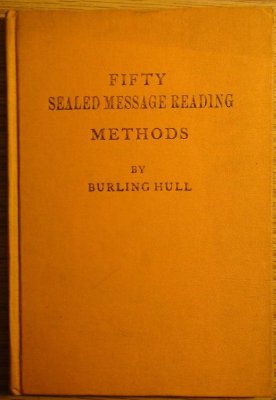 FIFTY
SEALED MESSAGE READING
METHODS
BY
BURLING HULL